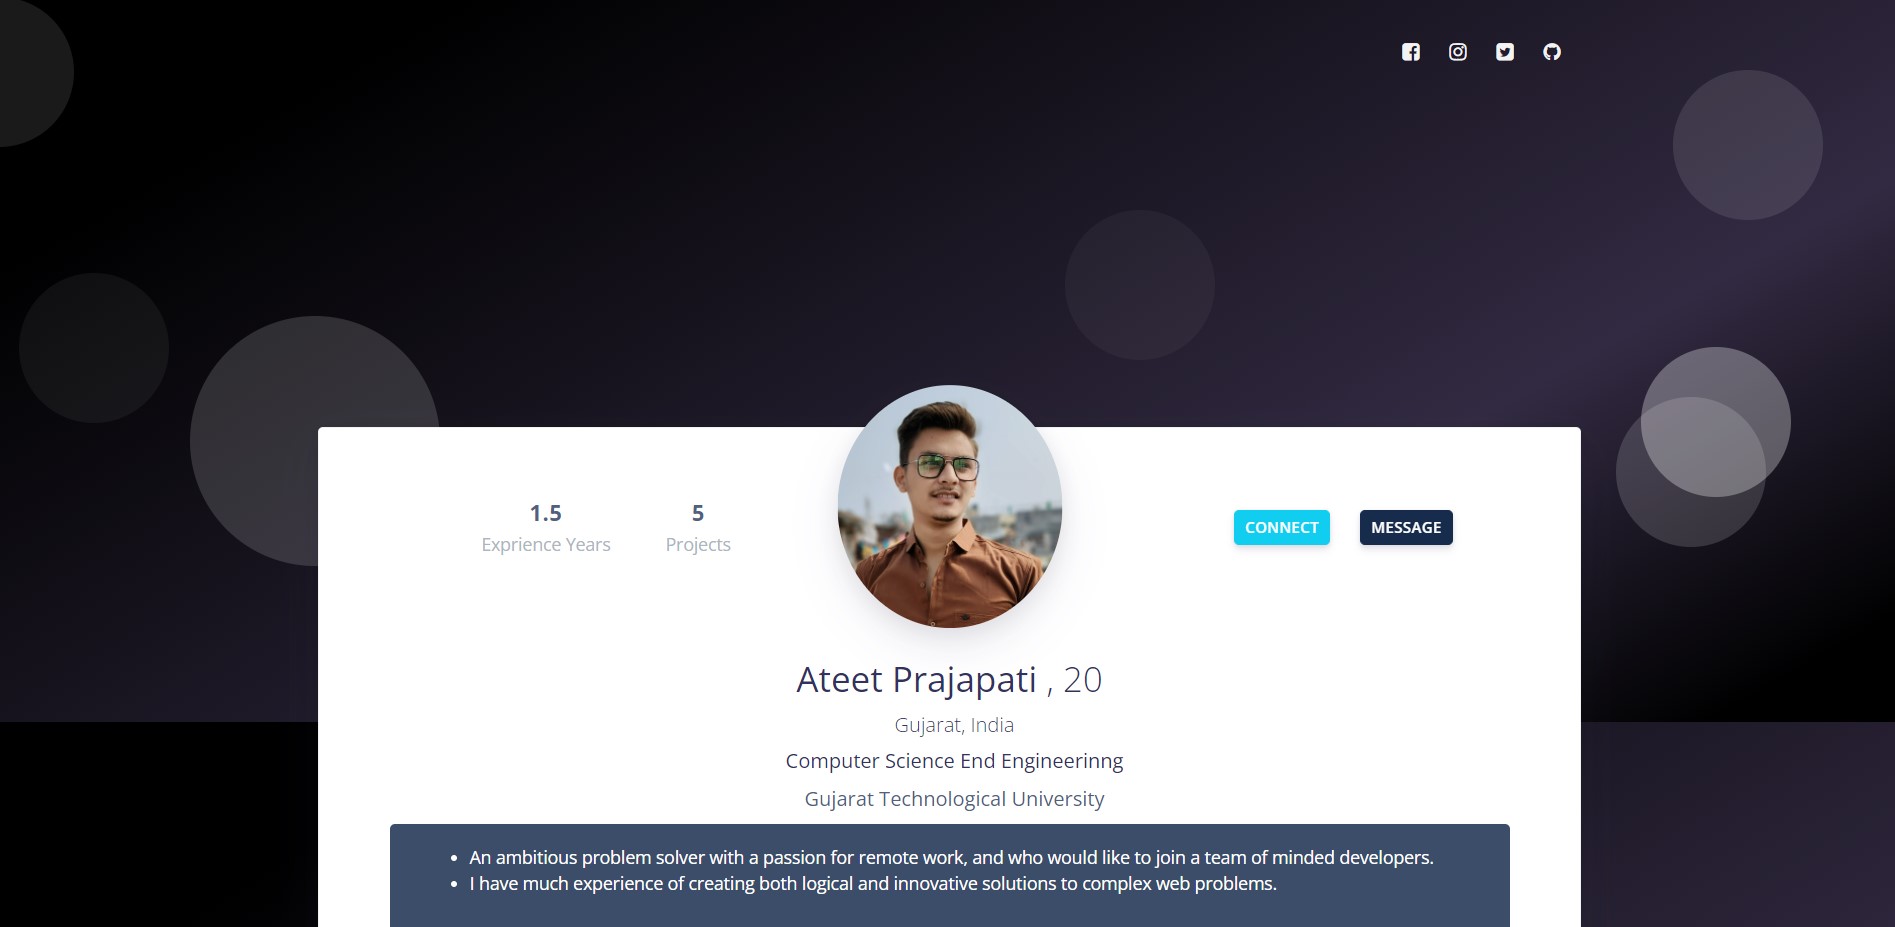 1.5
Exprience Years
5
Projects
CONNECT
MESSAGE
Ateet Prajapati , 20
Gujarat, India
Computer Science End Engineerinng
Gujarat Technological University
• An ambitious problem solver with a passion for remote work, and who would like to join a team of minded developers.
• I have much experience of creating both logical and innovative solutions to complex web problems.